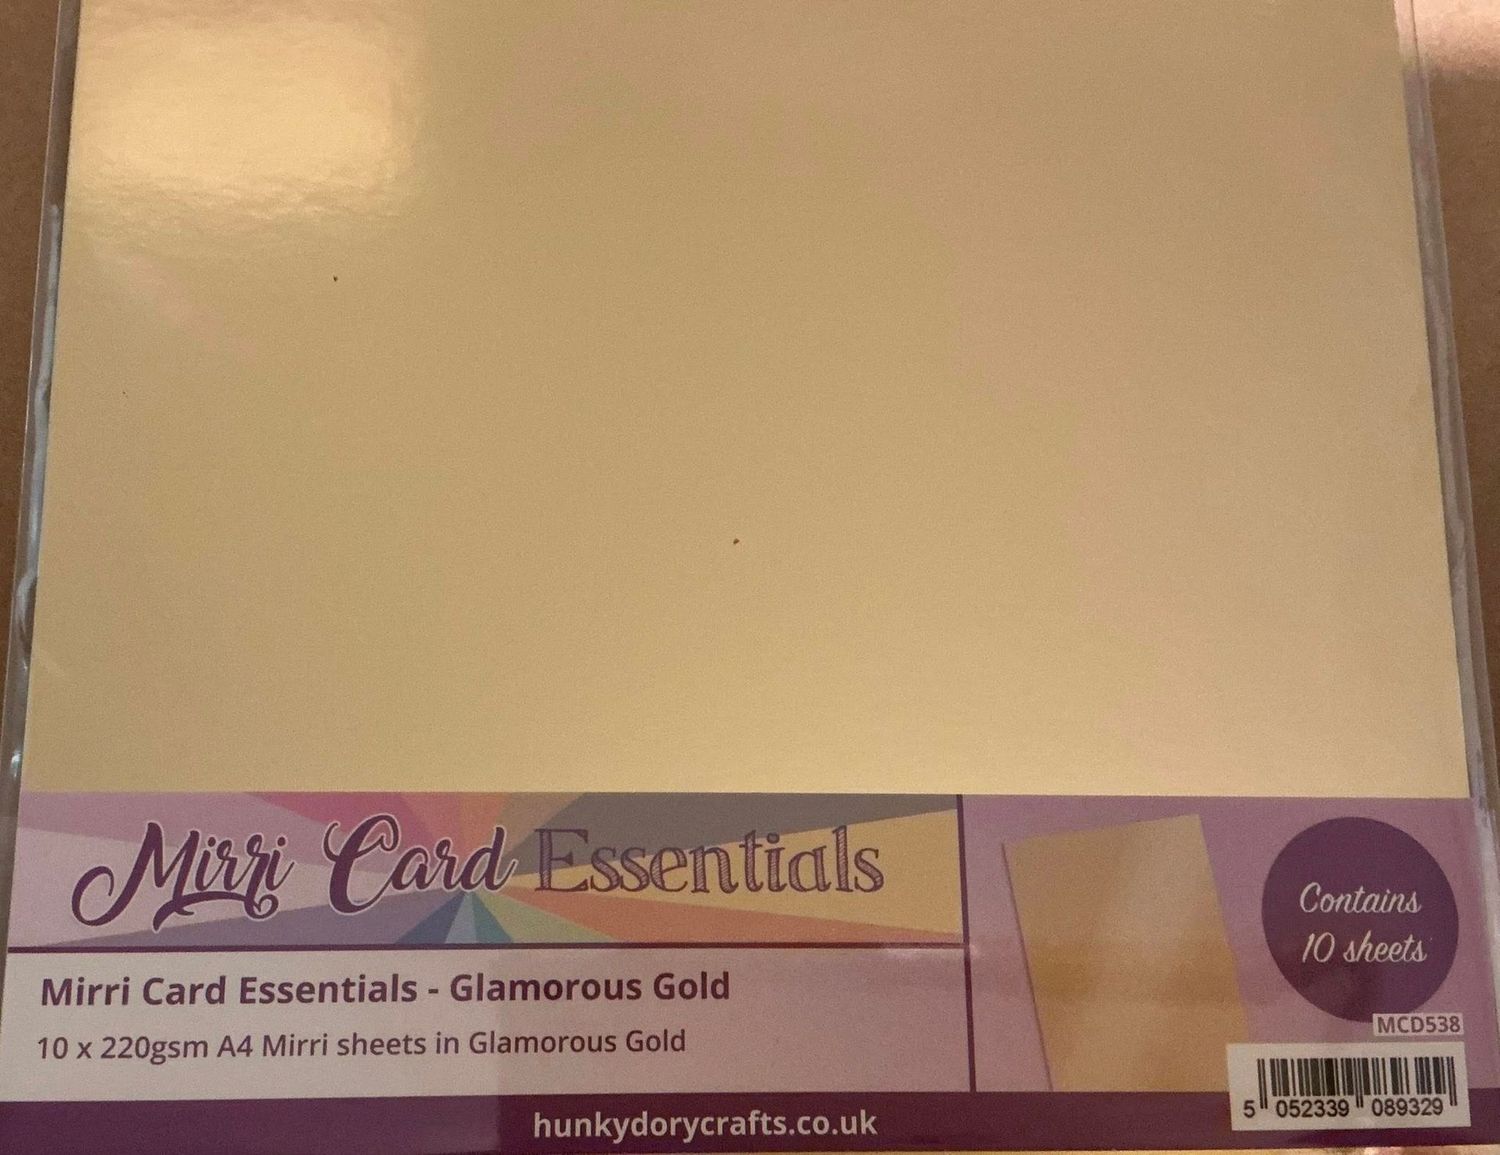 Mirri Card Essentials
Mirri Card Essentials - Glamorous Gold
10 x 220gsm A4 Mirri sheets in Glamorous Gold
Contains
10 sheets
MCD538
5 052339 089329
hunkydorycrafts.co.uk